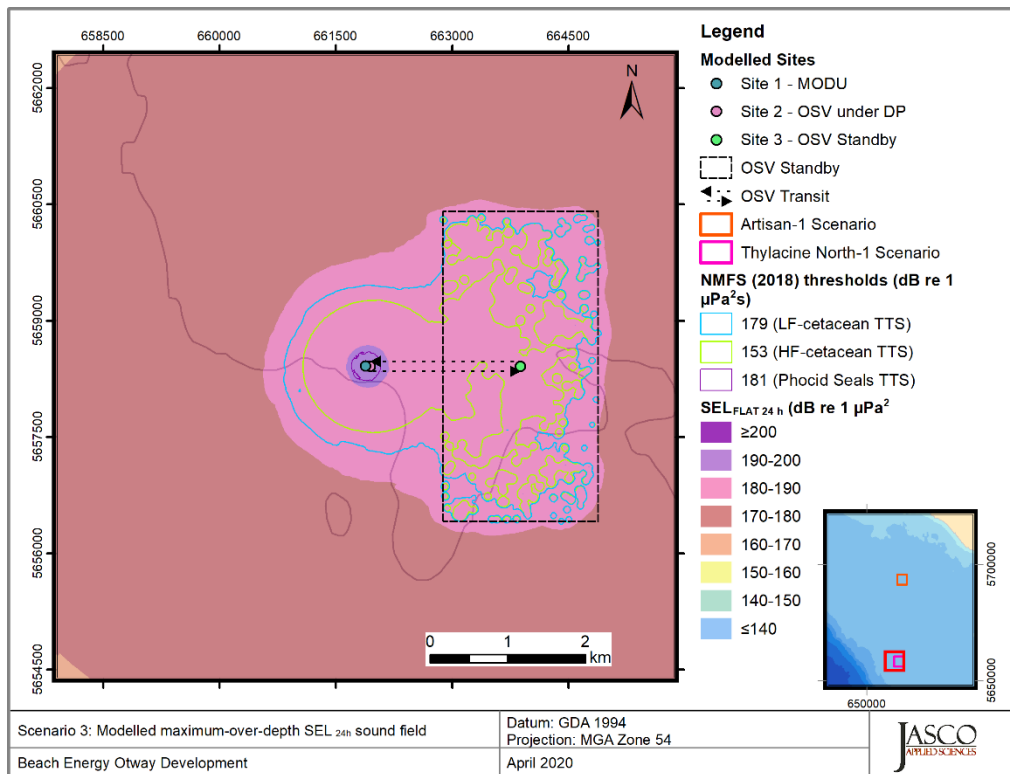 658500
660000
661500
663000
664500
5662000
5660500
5659000
5657500
5656000
5654500
N
0 1 2
km
Legend
Modelled Sites
Site 1 - MODU
Site 2 - OSV under DP
Site 3 - OSV Standby
OSV Standby
OSV Transit
Artisan-1 Scenario
Thylacine North-1 Scenario
NMFS (2018) thresholds (dB re 1
µPa²s)
179 (LF-cetacean TTS)
153 (HF-cetacean TTS)
181 (Phocid Seals TTS)
SEL FLAT 24 h (dB re 1 µPa²
≥200
190-200
180-190
170-180
160-170
150-160
140-150
≤140
5700000
5650000
650000
Scenario 3: Modelled maximum-over-depth SEL 24h sound field
Datum: GDA 1994
Projection: MGA Zone 54
Beach Energy Otway Development
April 2020
JASCO
APPLIED SCIENCES